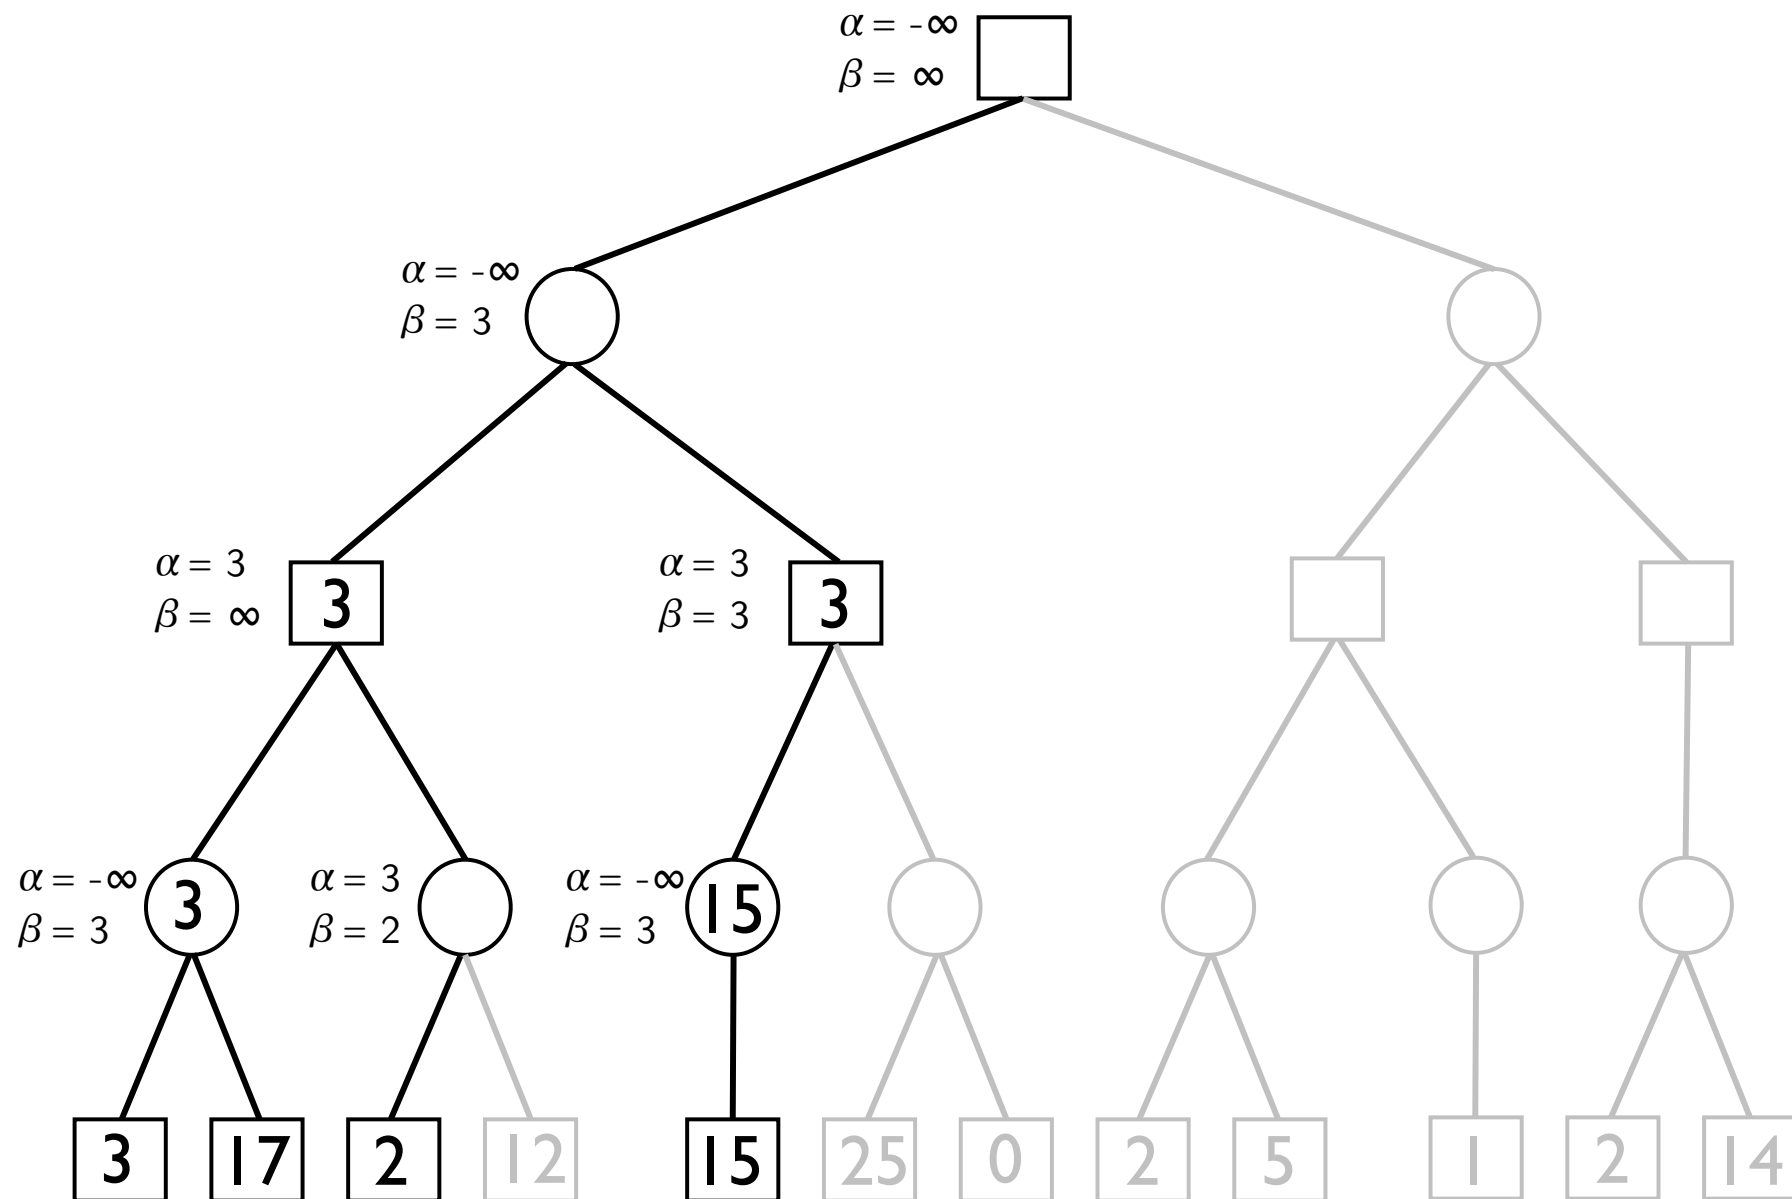 α = -∞
β = ∞
α = -∞
β = 3
α = 3
β = ∞
3
α = 3
β = 3
3
α = -∞
β = 3
3
α = 3
β = 2
α = -∞
β = 3
15
3
17
2
12
15
25
0
2
5
1
2
14